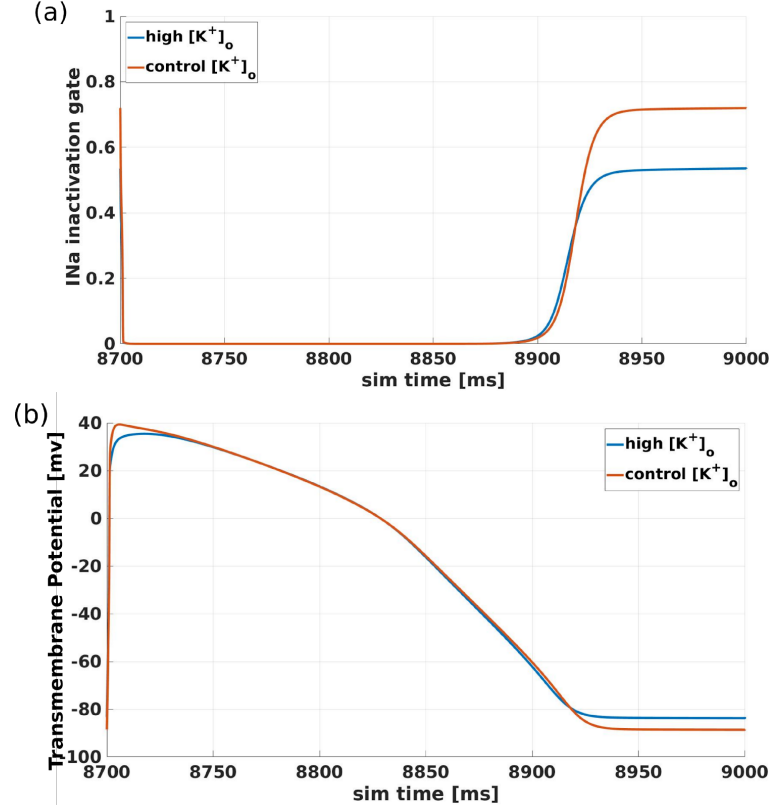 (a)
INa inactivation gate
1
0.8
0.6
0.4
0.2
0
high [K+]o
control [K+]o
8700 8750 8800 8850 8900 8950 9000
sim time [ms]
(b)
Transmembrane Potential [mv]
40
20
0
-20
-40
-60
-80
-100
high [K+]o
control [K+]o
8700 8750 8800 8850 8900 8950 9000
sim time [ms]